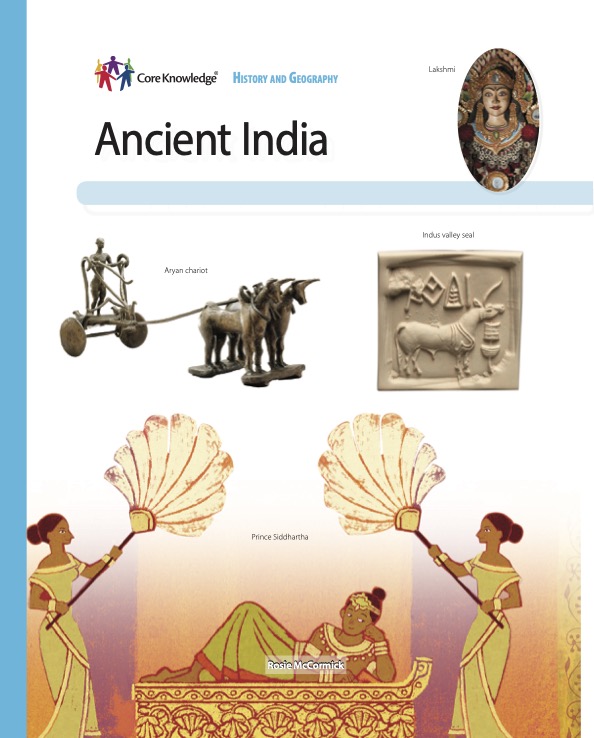 Core Knowledge® HISTORY AND GEOGRAPHY
Lakshmi
Ancient India
Indus valley seal
Aryan chariot
Prince Siddhartha
Rosie McCormick